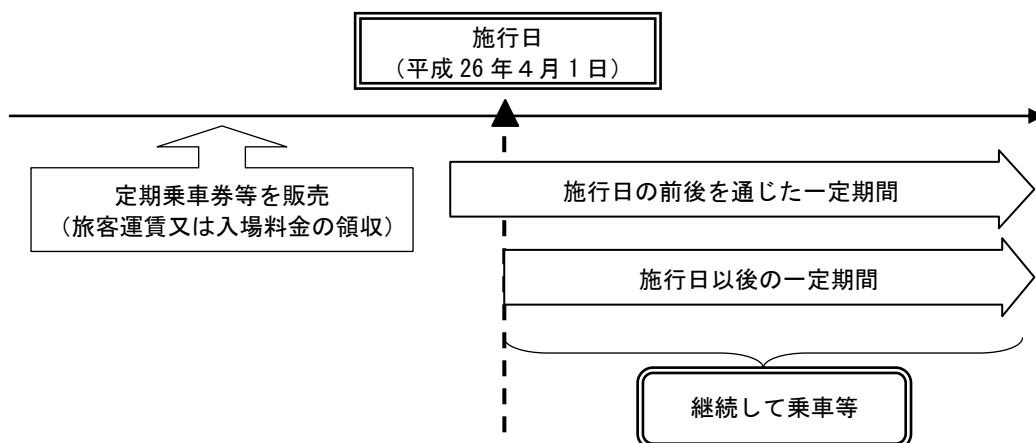 施行日
（平成 26 年４月１日）
定期乗車券等を販売
（旅客運賃又は入場料金の領収）
施行日の前後を通じた一定期間
施行日以後の一定期間
継続して乗車等